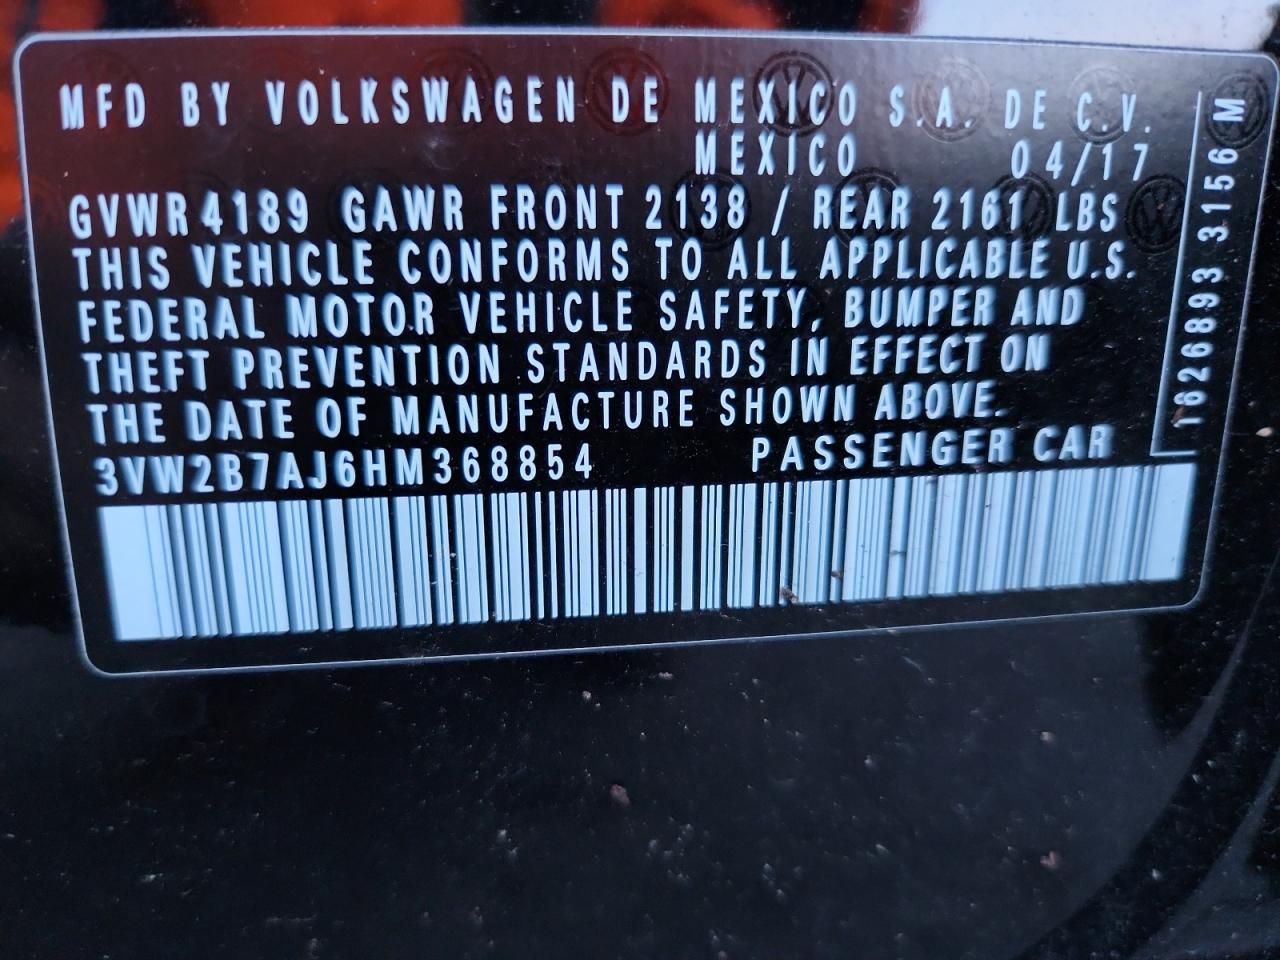 MFD BY VOLKSWAGEN DE MEXICO S.A. DE C.V.
MEXICO 04/17
GVWR 4189 GAWR FRONT 2138 / REAR 2161 LBS
THIS VEHICLE CONFORMS TO ALL APPLICABLE U.S.
FEDERAL MOTOR VEHICLE SAFETY, BUMPER AND
THEFT PREVENTION STANDARDS IN EFFECT ON
THE DATE OF MANUFACTURE SHOWN ABOVE.
3VW2B7AJ6HM368854 PASSENGER CAR
1626893 3156 M